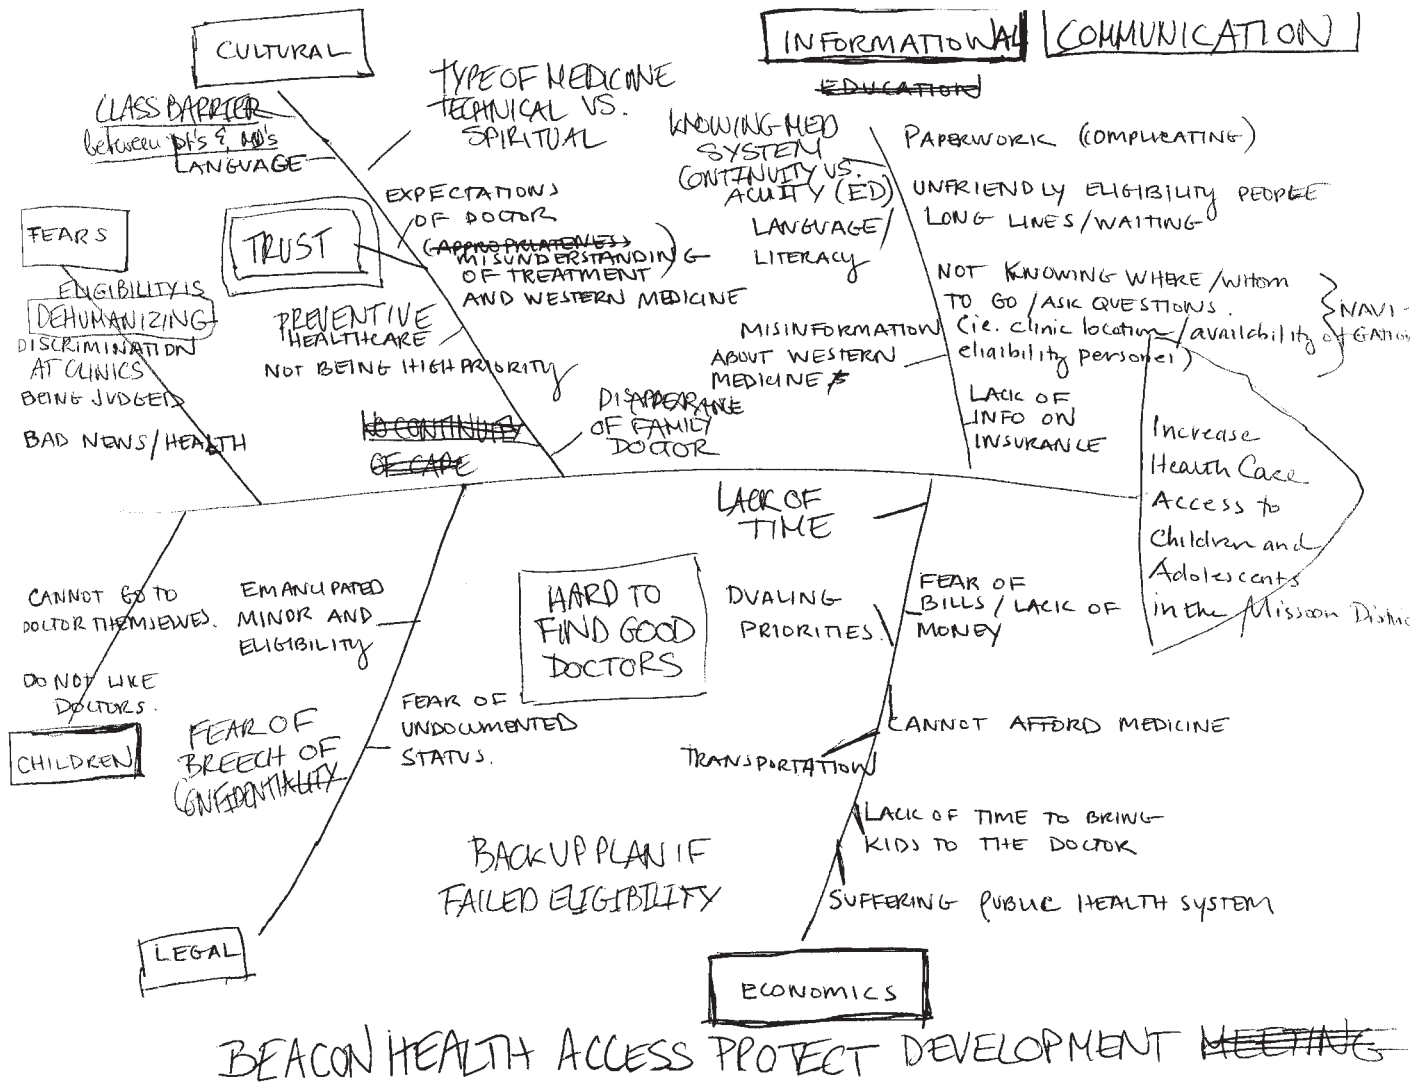 CULTURAL
INFORMATIONAL
COMMUNICATION
EDUCATION
CLASS BARRIER
between pt's & MD's
LANGUAGE
TYPE OF MEDICINE
TECHNICAL VS.
SPIRITUAL
KNOWING MED
SYSTEM
CONTINUITY VS.
ACUITY (ED)
LANGUAGE/
LITERACY
PAPERWORK (COMPLICATING)
UNFRIENDLY ELIGIBILITY PEOPLE
LONG LINES/WAITING
FEARS
TRUST
EXPECTATIONS
OF DOCTOR
(APPROPRIATENESS
MISUNDERSTANDING)
OF TREATMENT
AND WESTERN MEDICINE
ELIGIBILITY IS
DEHUMANIZING
DISCRIMINATION
AT CLINICS
BEING JUDGED
BAD NEWS/HEALTH
PREVENTIVE
HEALTHCARE
NOT BEING HIGH PRIORITY
NO CONTINUITY
OF CARE
DISAPPEARANCE
OF FAMILY
DOCTOR
MISINFORMATION
ABOUT WESTERN
MEDICINE
NOT KNOWING WHERE/WHOM
TO GO/ASK QUESTIONS.
(ie. clinic location/availability of
eligibility personel)
NAVI-
GATION
LACK OF
INFO ON
INSURANCE
Increase
Health Care
Access to
Children and
Adolescents
in the Mission Distric
CANNOT GO TO
DOCTOR THEMSELVES.
DO NOT LIKE
DOCTORS.
CHILDREN
EMANCIPATED
MINOR AND
ELIGIBILITY
FEAR OF
BREECH OF
CONFIDENTIALITY
FEAR OF
UNDOCUMENTED
STATUS.
LEGAL
HARD TO
FIND GOOD
DOCTORS
BACKUP PLAN IF
FAILED ELIGIBILITY
LACK OF
TIME
DUALING
PRIORITIES.
TRANSPORTATION
FEAR OF
BILLS/LACK OF
MONEY
CANNOT AFFORD MEDICINE
LACK OF TIME TO BRING
KIDS TO THE DOCTOR
SUFFERING PUBLIC HEALTH SYSTEM
ECONOMICS
BEACON HEALTH ACCESS PROTECT DEVELOPMENT MEETING